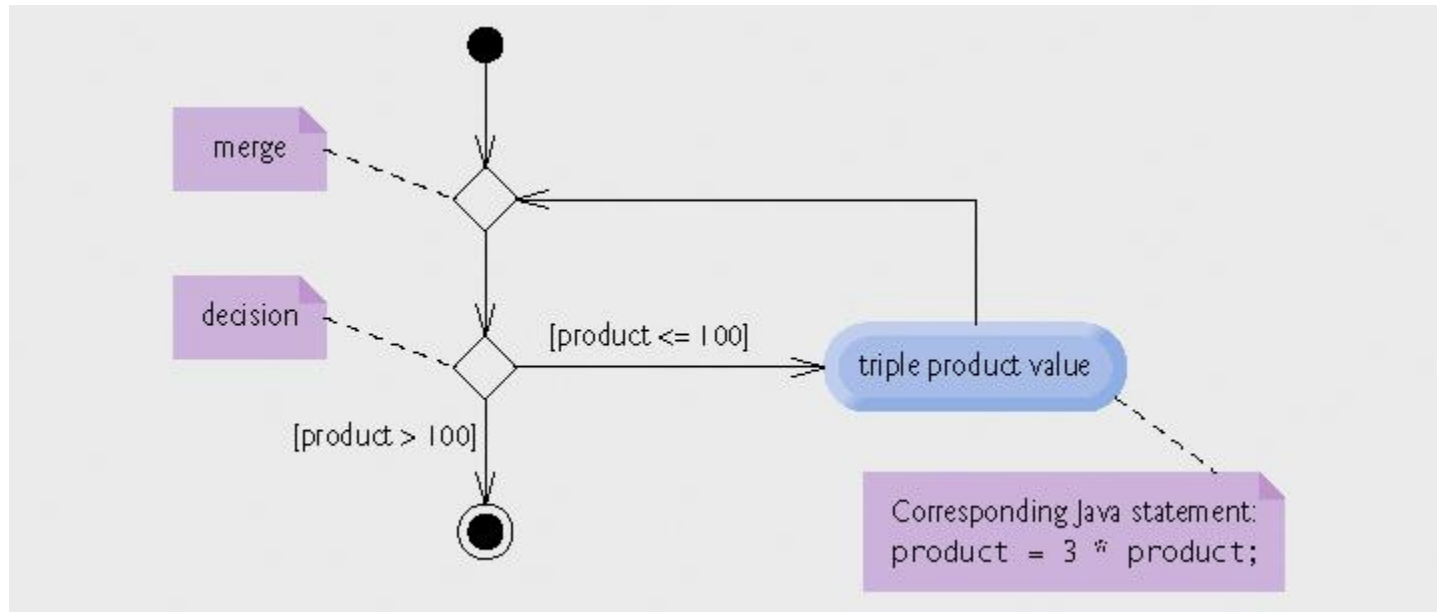 merge
decision
[product <= 100]
triple product value
[product > 100]
Corresponding Java statement:
product = 3 * product;